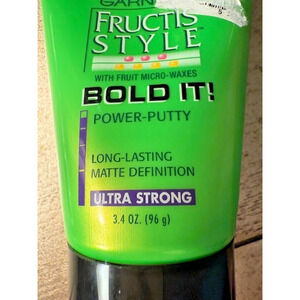 FRUCTIS
STYLE
WITH FRUIT MICRO-WAXES
BOLD IT!
POWER-PUTTY
LONG-LASTING
MATTE DEFINITION
ULTRA STRONG
3.4 OZ. (96 g)